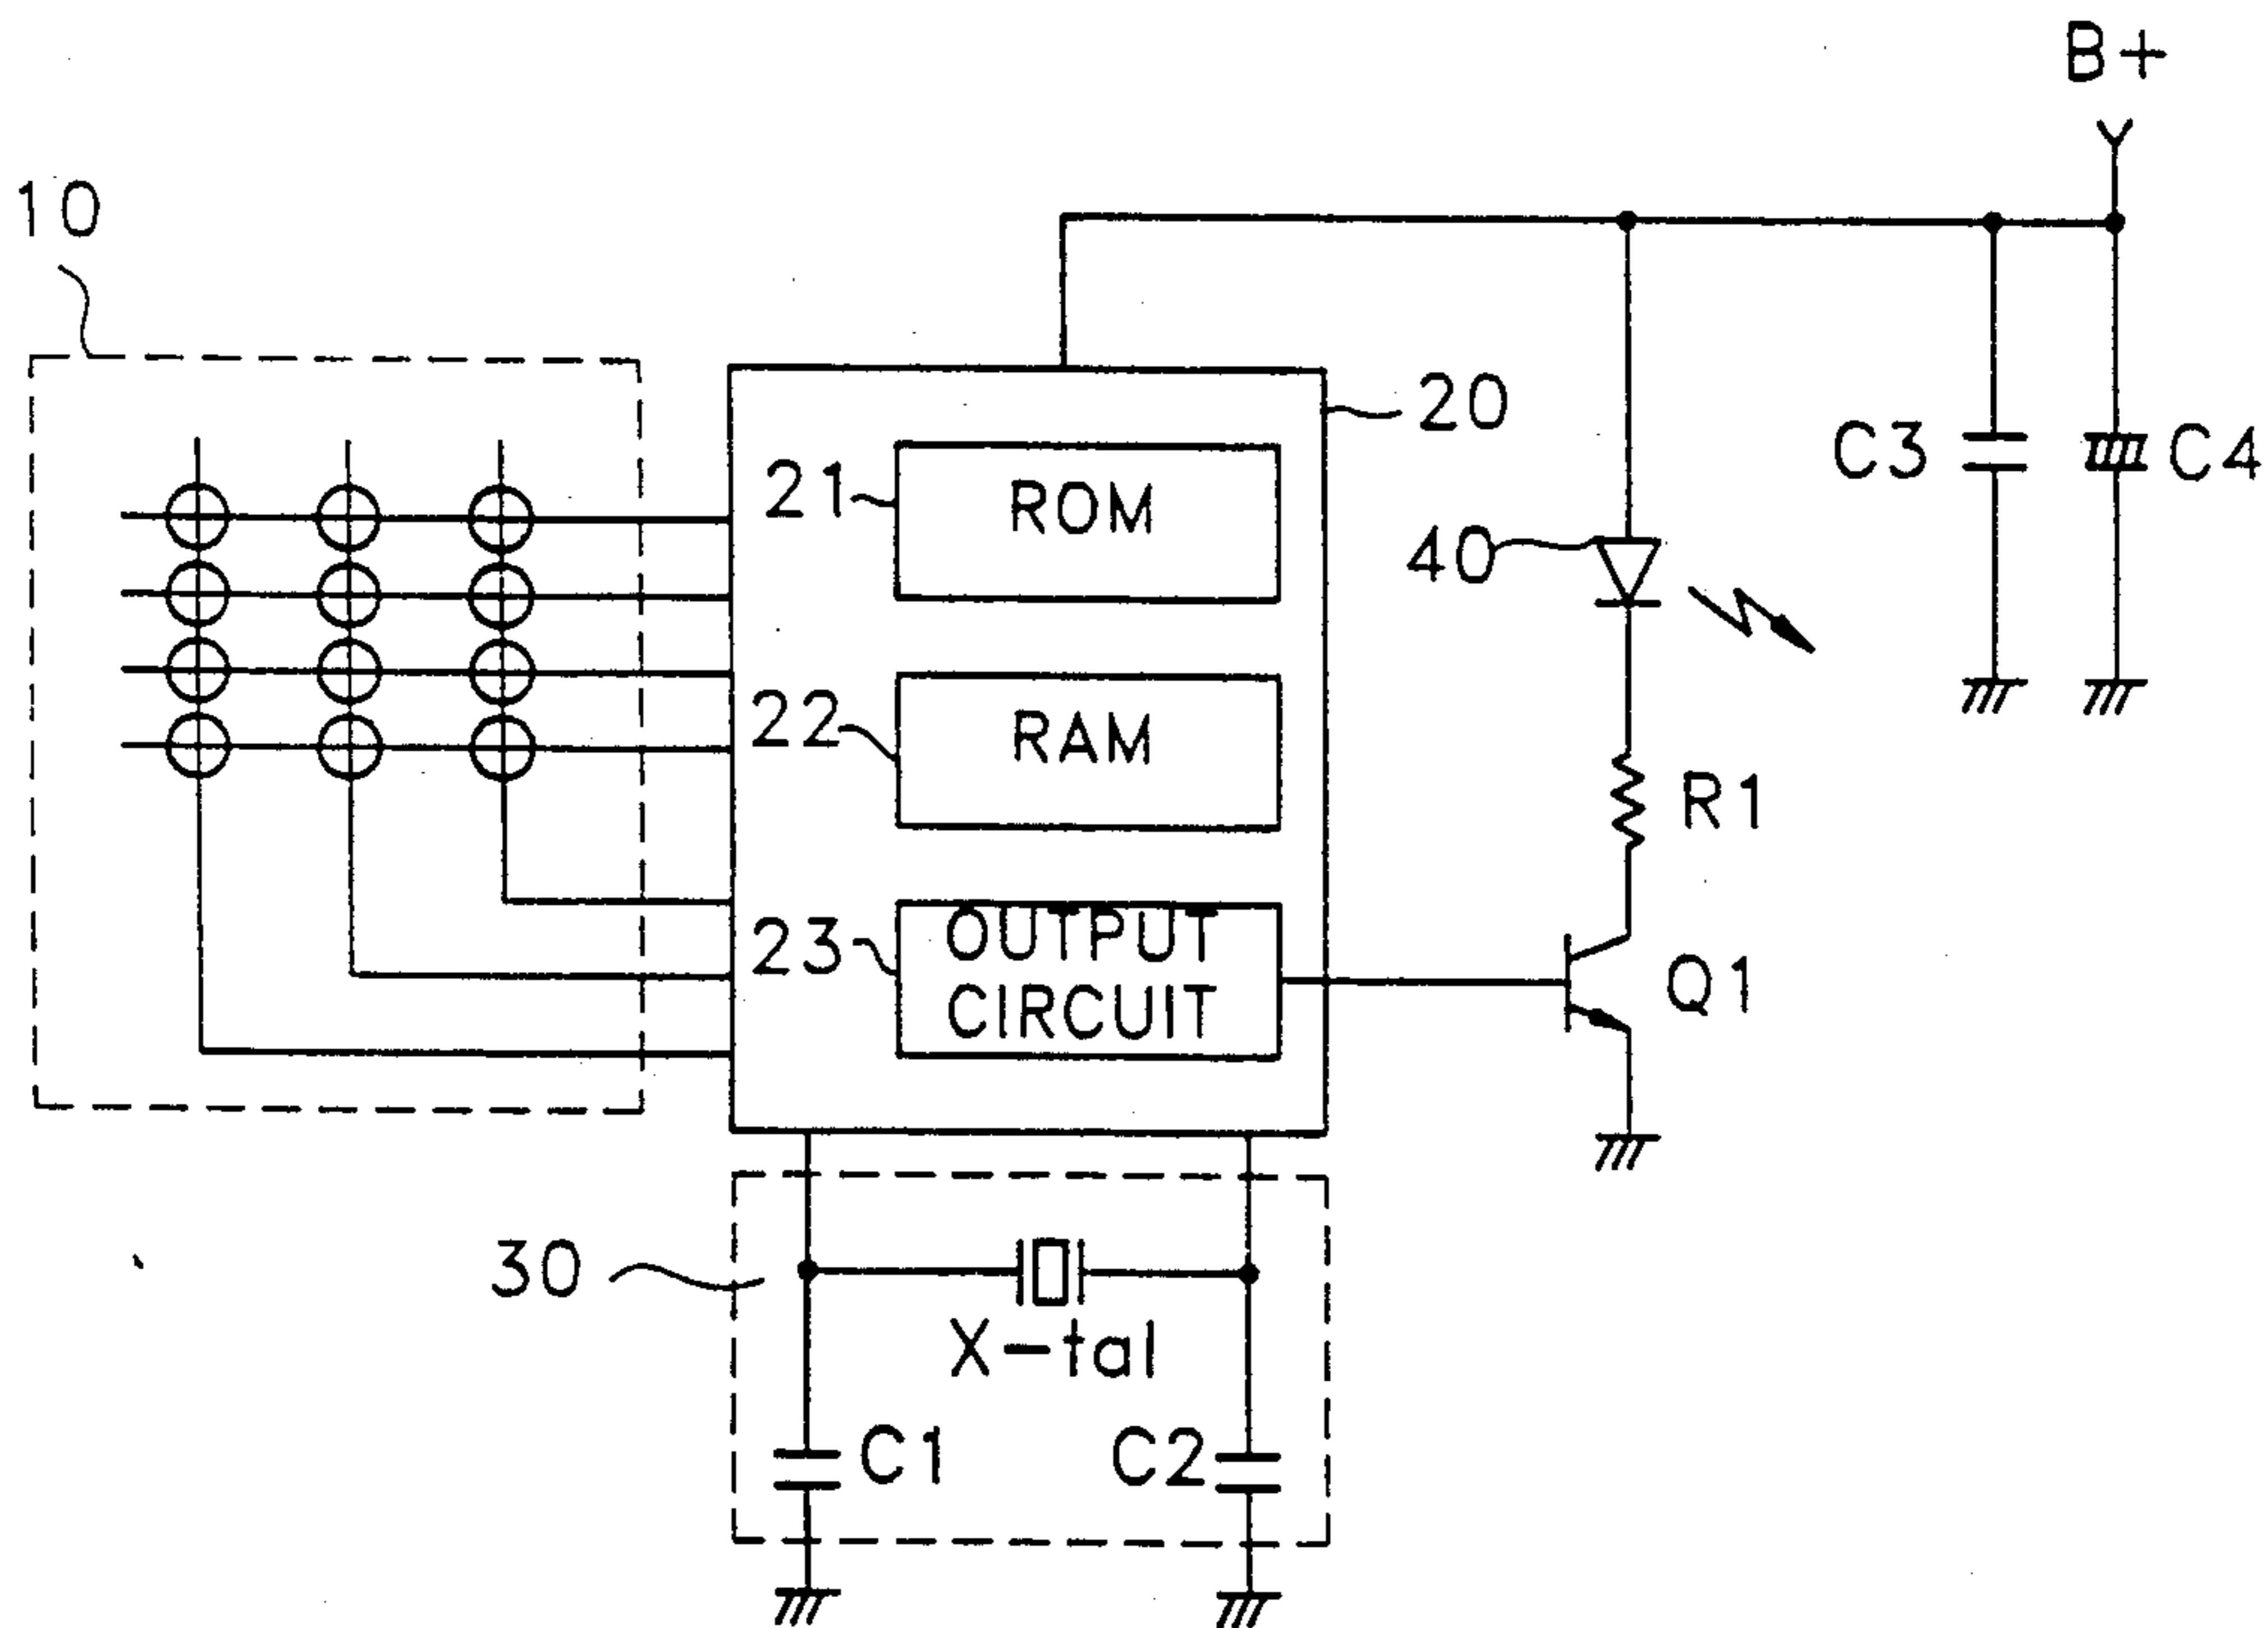 B+
10
20
21
ROM
C3
C4
40
22
RAM
R1
23
OUTPUT
CIRCUIT
Q1
30
X-tal
C1
C2